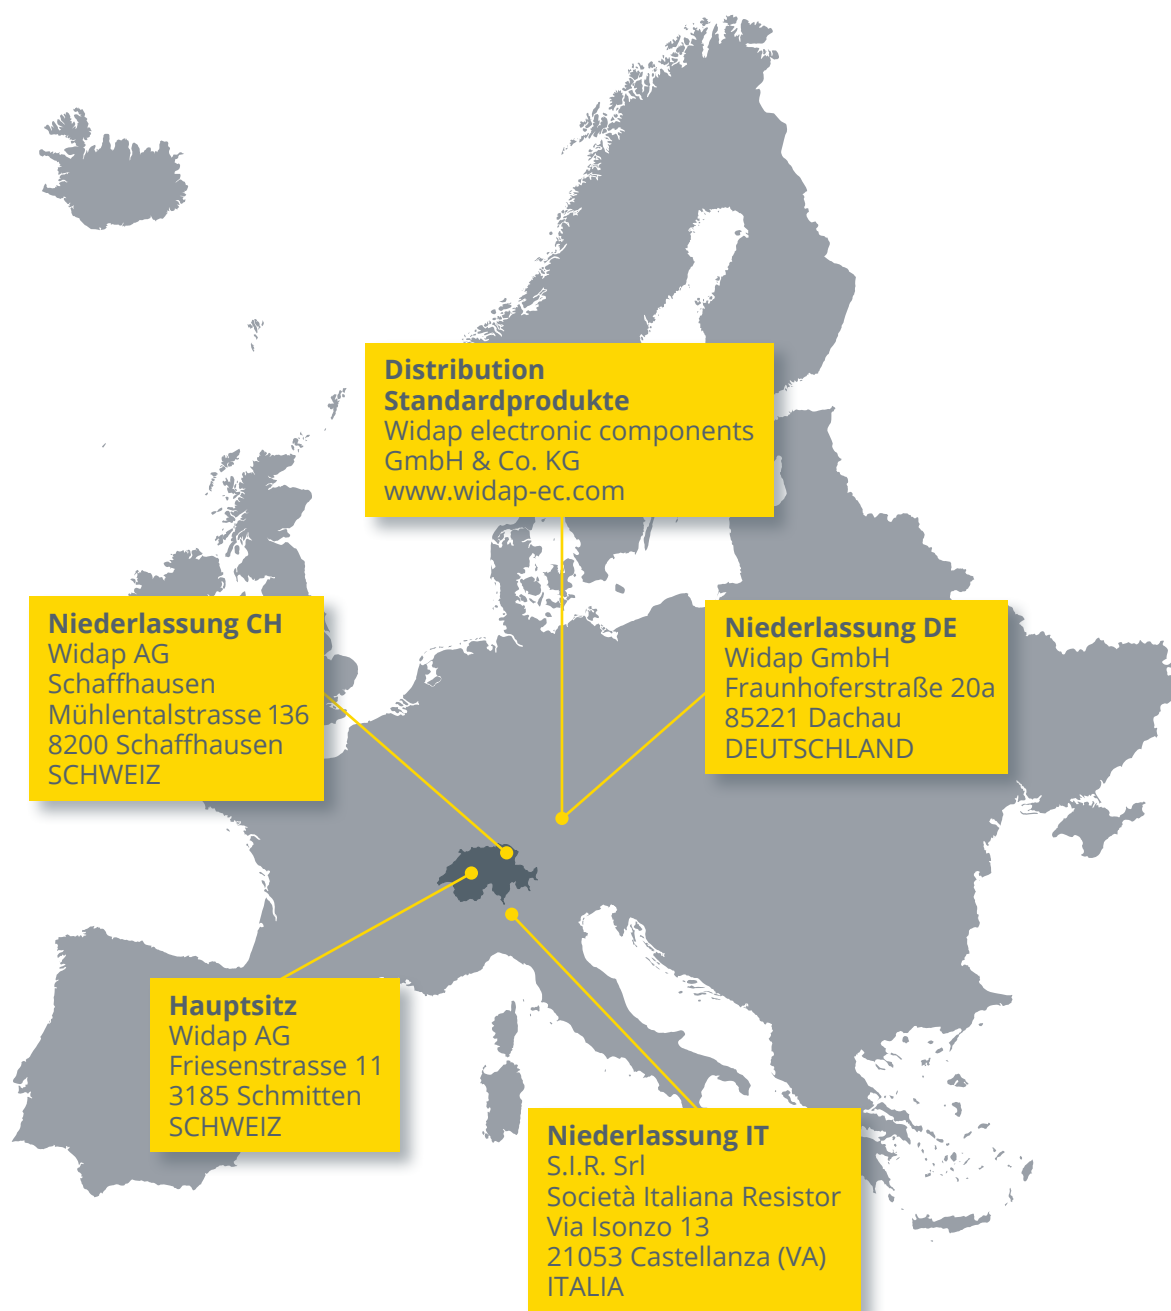 Distribution
Standardprodukte
Widap electronic components
GmbH & Co. KG
www.widap-ec.com
Niederlassung CH
Widap AG
Schaffhausen
Mühlentalstrasse 136
8200 Schaffhausen
SCHWEIZ
Niederlassung DE
Widap GmbH
Fraunhoferstraße 20a
85221 Dachau
DEUTSCHLAND
Hauptsitz
Widap AG
Friesenstrasse 11
3185 Schmitten
SCHWEIZ
Niederlassung IT
S.I.R. Srl
Società Italiana Resistor
Via Isonzo 13
21053 Castellanza (VA)
ITALIA